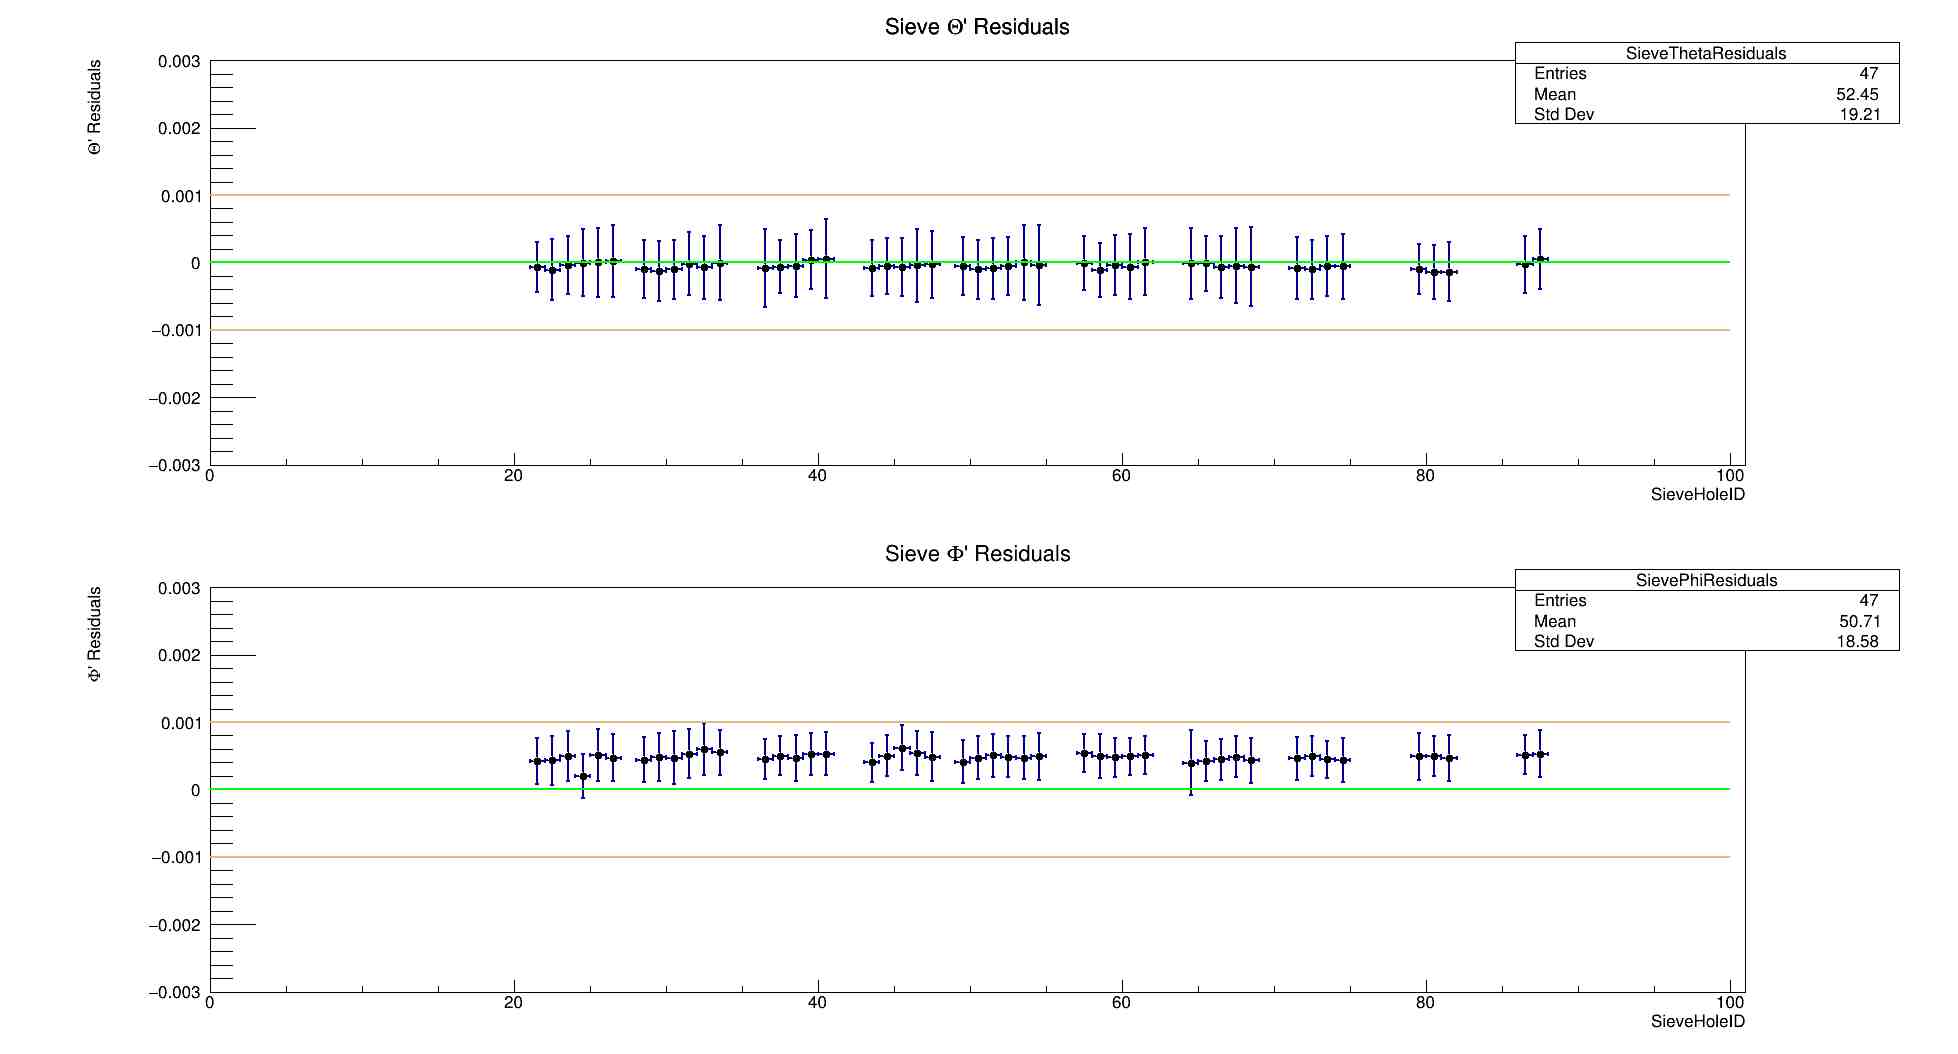 Sieve Θ' Residuals
SieveThetaResiduals
Entries 47
Mean 52.45
Std Dev 19.21
Θ' Residuals
0.003
0.002
0.001
0
−0.001
−0.002
−0.003
0 20 40 60 80 100
SieveHoleID
Sieve Φ' Residuals
SievePhiResiduals
Entries 47
Mean 50.71
Std Dev 18.58
Φ' Residuals
0.003
0.002
0.001
0
−0.001
−0.002
−0.003
0 20 40 60 80 100
SieveHoleID